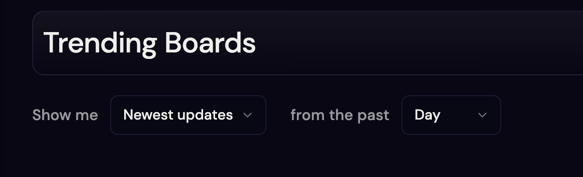 Trending Boards
Show me Newest updates from the past Day